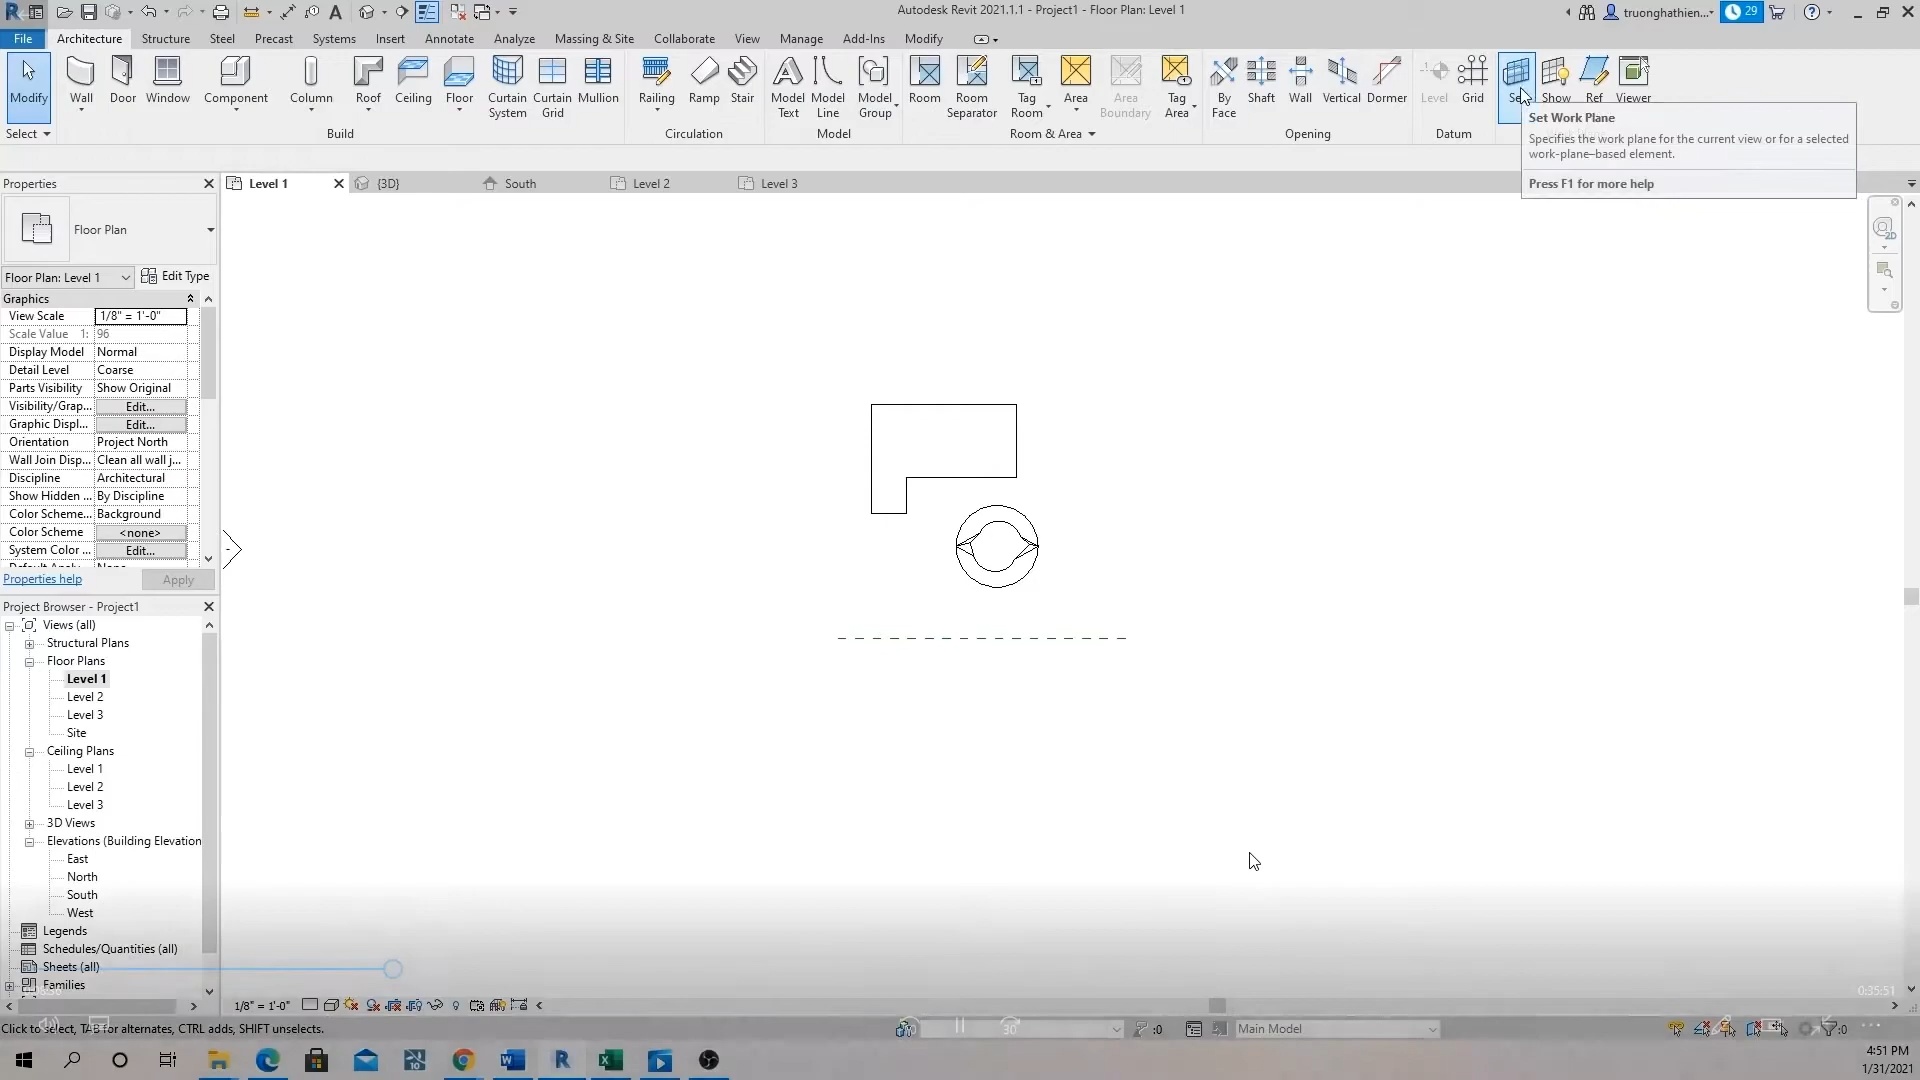 Autodesk Revit 2021.1.1 - Project1 - Floor Plan: Level 1
truonghathien...
29
File Architecture Structure Steel Precast Systems Insert Annotate Analyze Massing & Site Collaborate View Manage Add-Ins Modify
Modify Wall Door Window Component Column Roof Ceiling Floor Curtain System Curtain Grid Mullion Railing Ramp Stair Model Text Model Line Model Group Room Room Separator Tag Room Area Area Boundary Tag Area By Face Shaft Wall Vertical Dormer Level Grid Set Show Ref Viewer
Select Build Circulation Model Room & Area Opening Datum
Set Work Plane
Specifies the work plane for the current view or for a selected
work-plane-based element.
Press F1 for more help
Level 1 {3D} South Level 2 Level 3
Properties
Floor Plan
Floor Plan: Level 1 Edit Type
Graphics
View Scale 1/8" = 1'-0"
Scale Value 1: 96
Display Model Normal
Detail Level Coarse
Parts Visibility Show Original
Visibility/Grap... Edit...
Graphic Displ... Edit...
Orientation Project North
Wall Join Disp... Clean all wall j...
Discipline Architectural
Show Hidden ... By Discipline
Color Scheme... Background
Color Scheme <none>
System Color ... Edit...
Properties help Apply
Project Browser - Project1
Views (all)
Structural Plans
Floor Plans
Level 1
Level 2
Level 3
Site
Ceiling Plans
Level 1
Level 2
Level 3
3D Views
Elevations (Building Elevation
East
North
South
West
Legends
Schedules/Quantities (all)
Sheets (all)
Families
1/8" = 1'-0"
0:35:51
Click to select, TAB for alternates, CTRL adds, SHIFT unselects.
30
:0
Main Model
:0
4:51 PM
1/31/2021